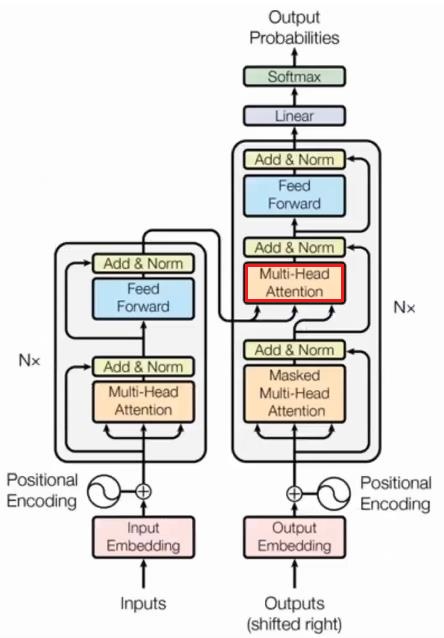 Output
Probabilities
Softmax
Linear
Add & Norm
Feed
Forward
Add & Norm
Multi-Head
Attention
Add & Norm
Masked
Multi-Head
Attention
Nx
Positional
Encoding
Output
Embedding
Outputs
(shifted right)
Add & Norm
Feed
Forward
Add & Norm
Multi-Head
Attention
Nx
Positional
Encoding
Input
Embedding
Inputs